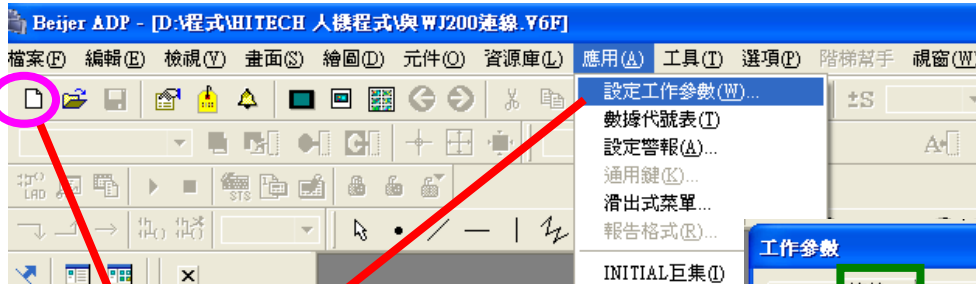 Beijer ADP - [D:\程式\HITECH 人機程式\與WJ200連線.V6F]
檔案(F) 編輯(E) 檢視(V) 畫面(S) 繪圖(D) 元件(O) 資源庫(L) 應用(A) 工具(T) 選項(P) 階梯幫手 視窗(W)
設定工作參數(W)...
±S
數據代號表(T)
設定警報(A)...
A
通用鍵(K)...
LAD
STS
滑出式菜單...
報告格式(R)...
工作參數
INITIAL巨集(I)